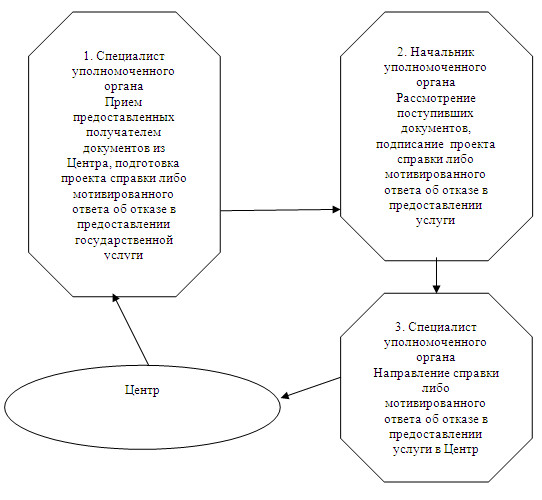 1. Специалист
уполномоченного
органа
Прием
предоставленных
получателем
документов из
Центра, подготовка
проекта справки либо
мотивированного
ответа об отказе в
предоставлении
государственной
услуги
2. Начальник
уполномоченного
органа
Рассмотрение
поступивших
документов,
подписание проекта
справки либо
мотивированного
ответа об отказе в
предоставлении
услуги
3. Специалист
уполномоченного
органа
Направление справки
либо
мотивированного
ответа об отказе в
предоставлении
услуги в Центр
Центр